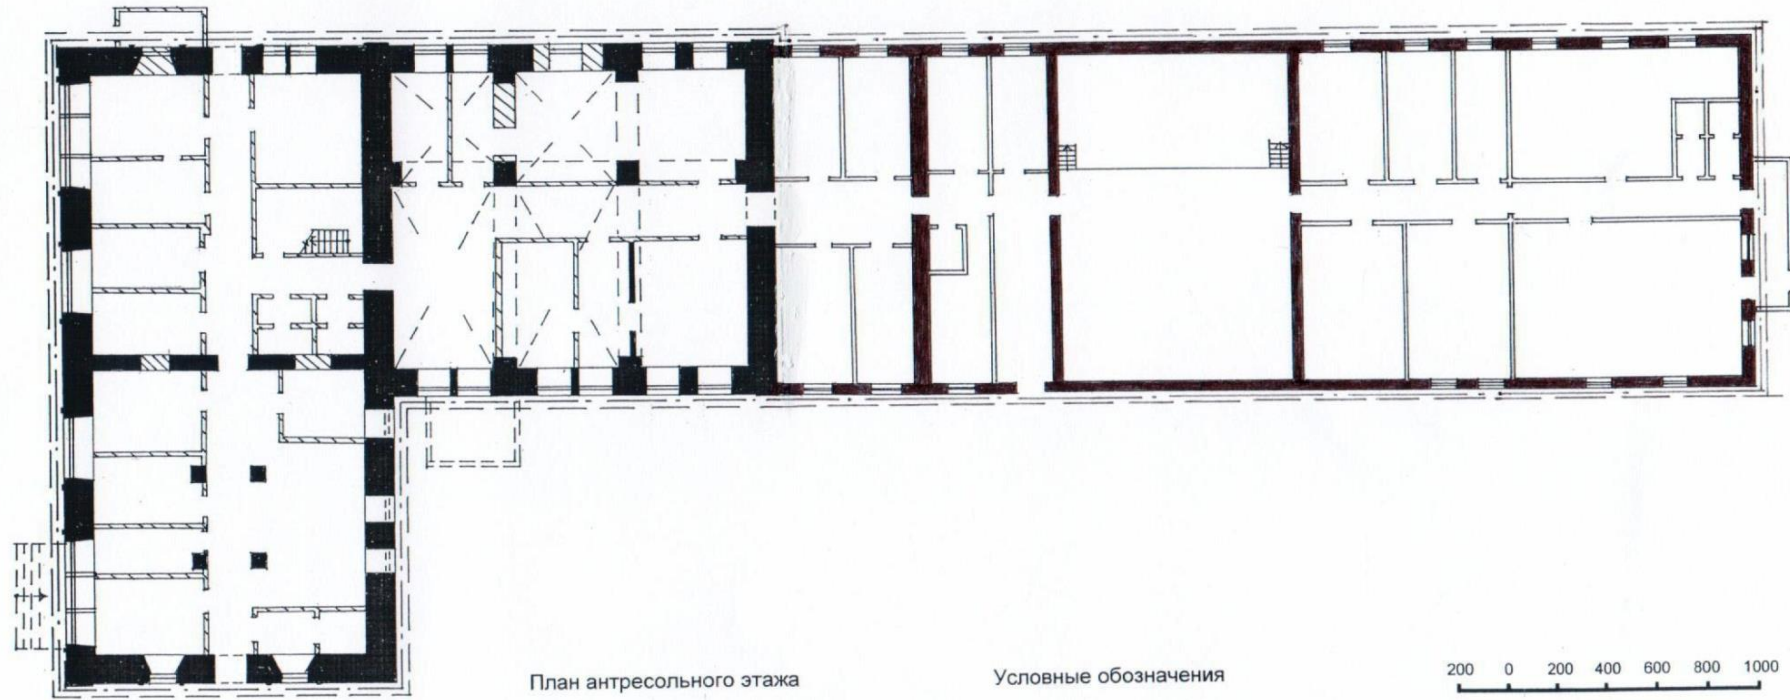 План антресольного этажа
Условные обозначения
200 0 200 400 600 800 1000